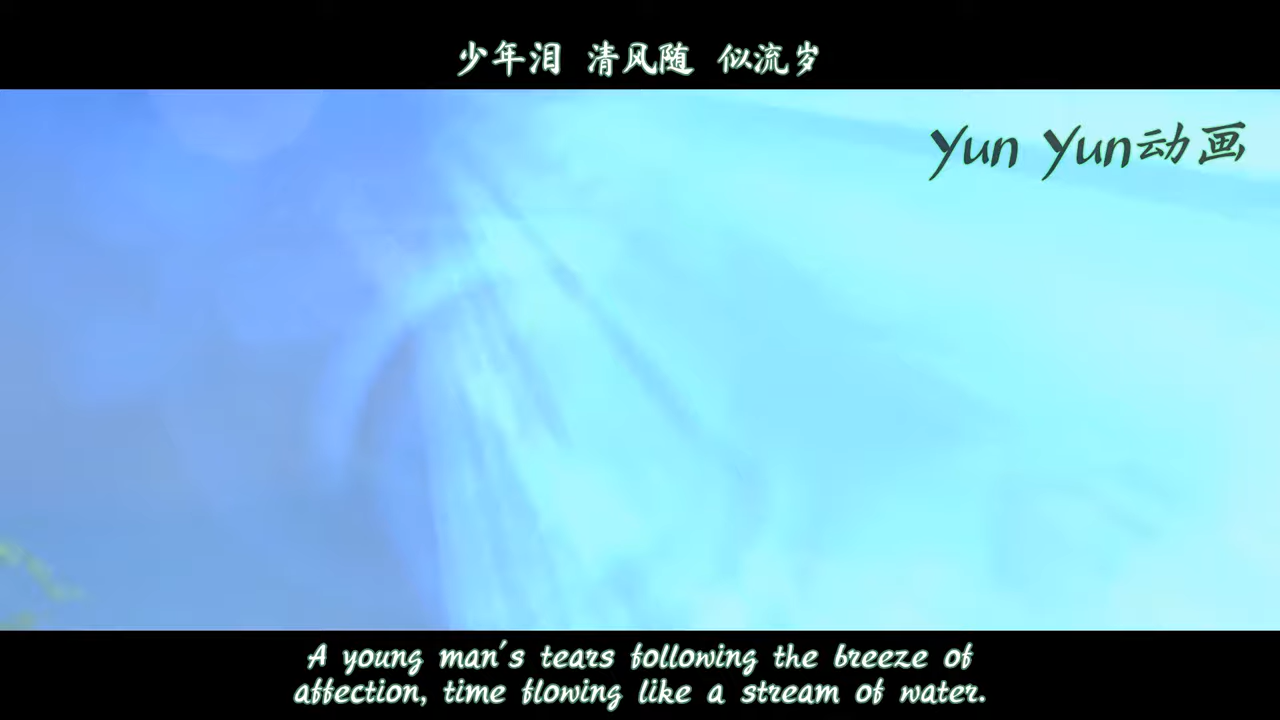 少年泪 清风随 似流岁
Yun Yun动画
A young man's tears following the breeze of
affection, time flowing like a stream of water.